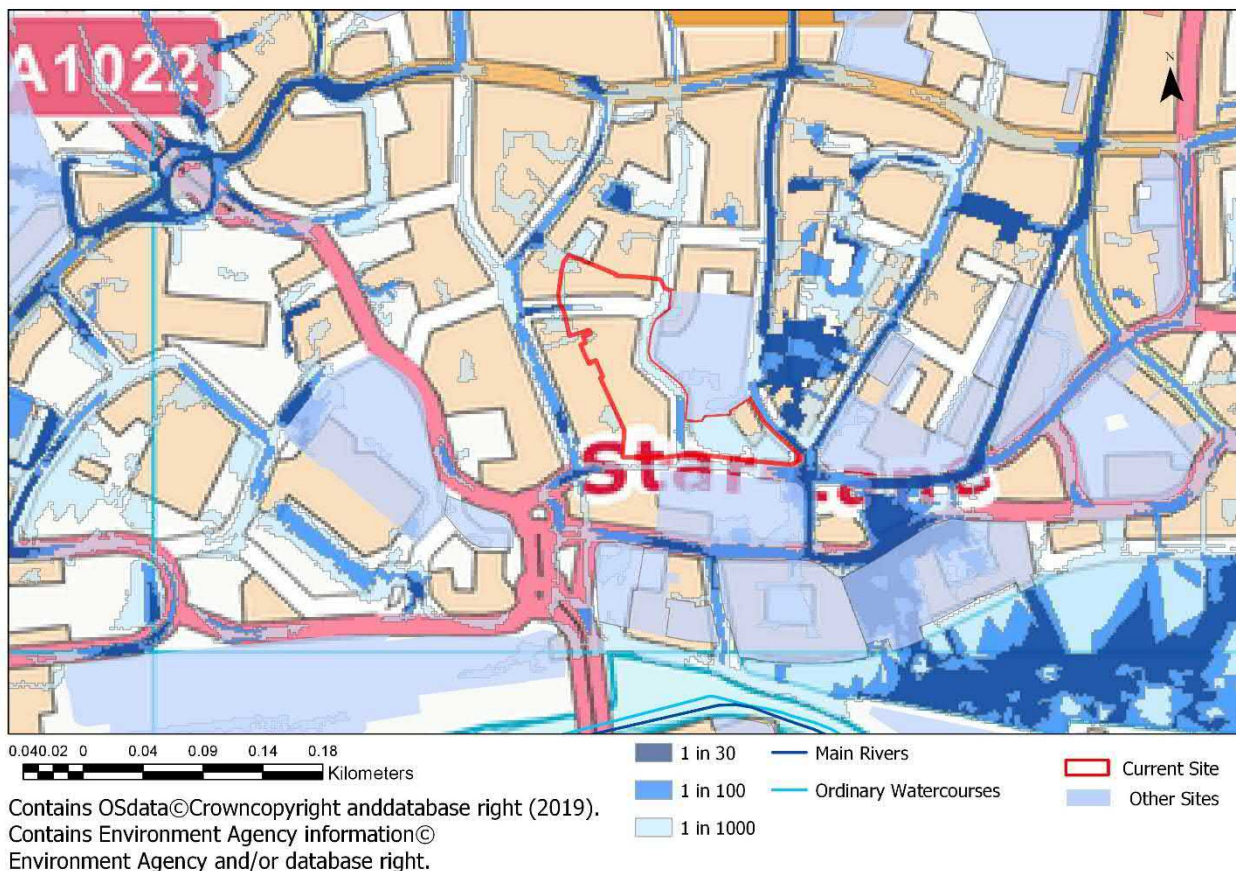 A1022
N
Star Lane
0.040.02 0 0.04 0.09 0.14 0.18
Kilometers
1 in 30
1 in 100
1 in 1000
Main Rivers
Ordinary Watercourses
Current Site
Other Sites
Contains OSdata©Crowncopyright anddatabase right (2019).
Contains Environment Agency information©
Environment Agency and/or database right.